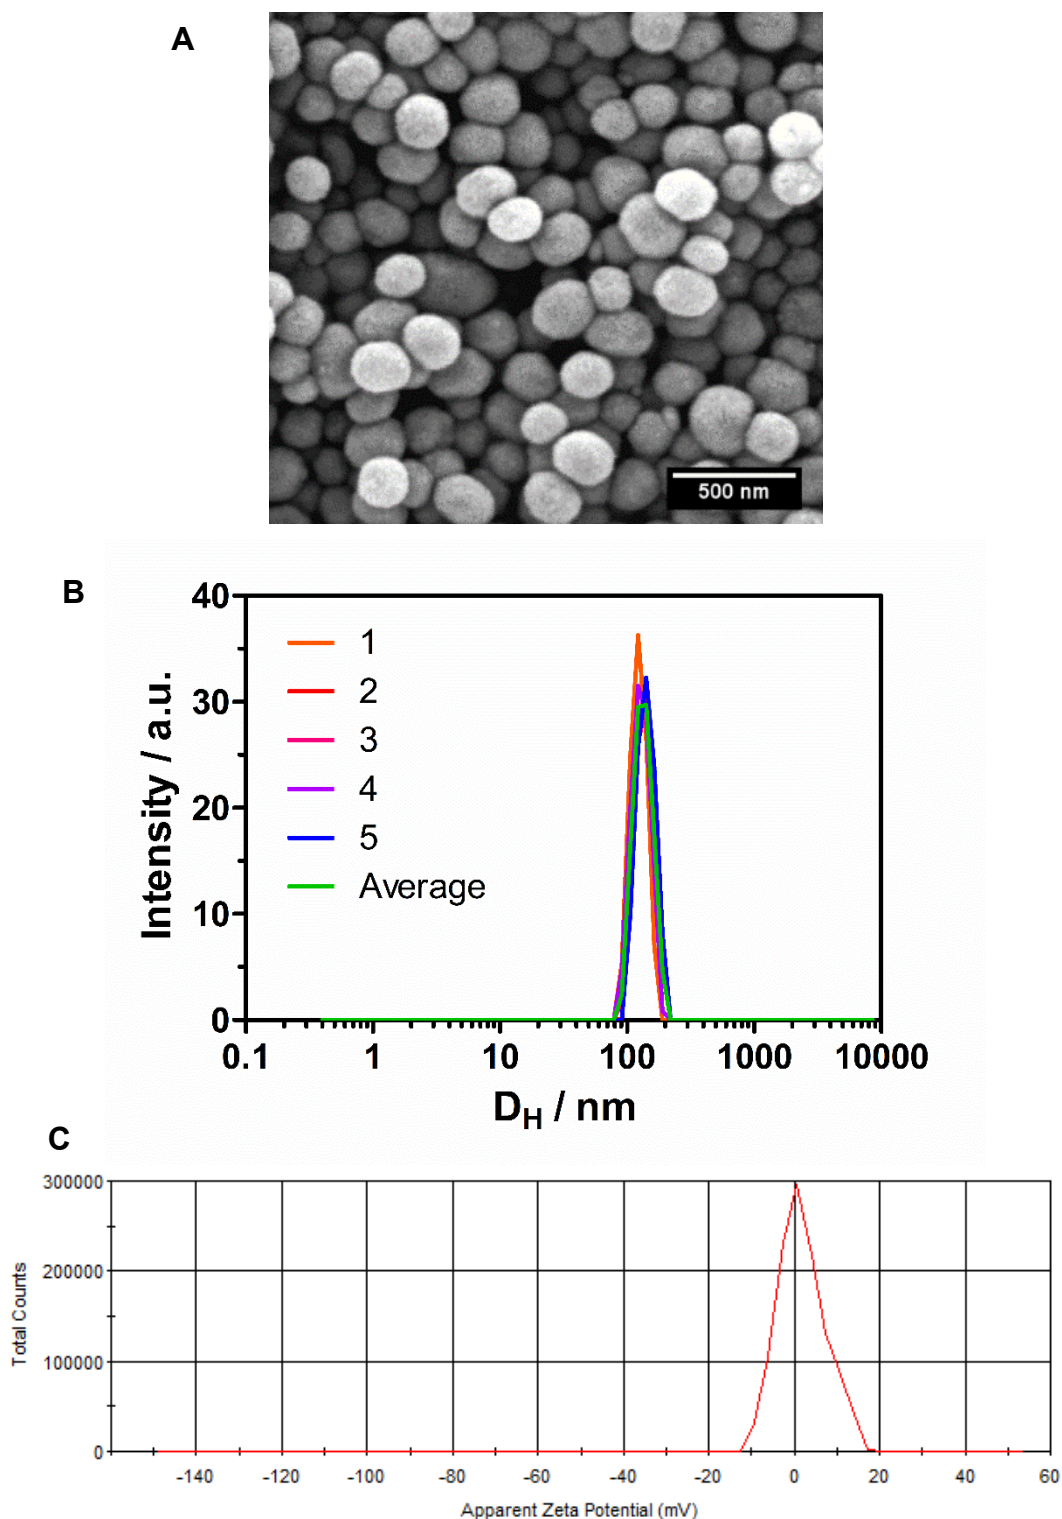 A
500 nm
B
40
30
20
10
0
Intensity / a.u.
1
2
3
4
5
Average
0.1 1 10 100 1000 10000
D_H / nm
C
300000
200000
100000
0
Total Counts
-140 -120 -100 -80 -60 -40 -20 0 20 40 60
Apparent Zeta Potential (mV)